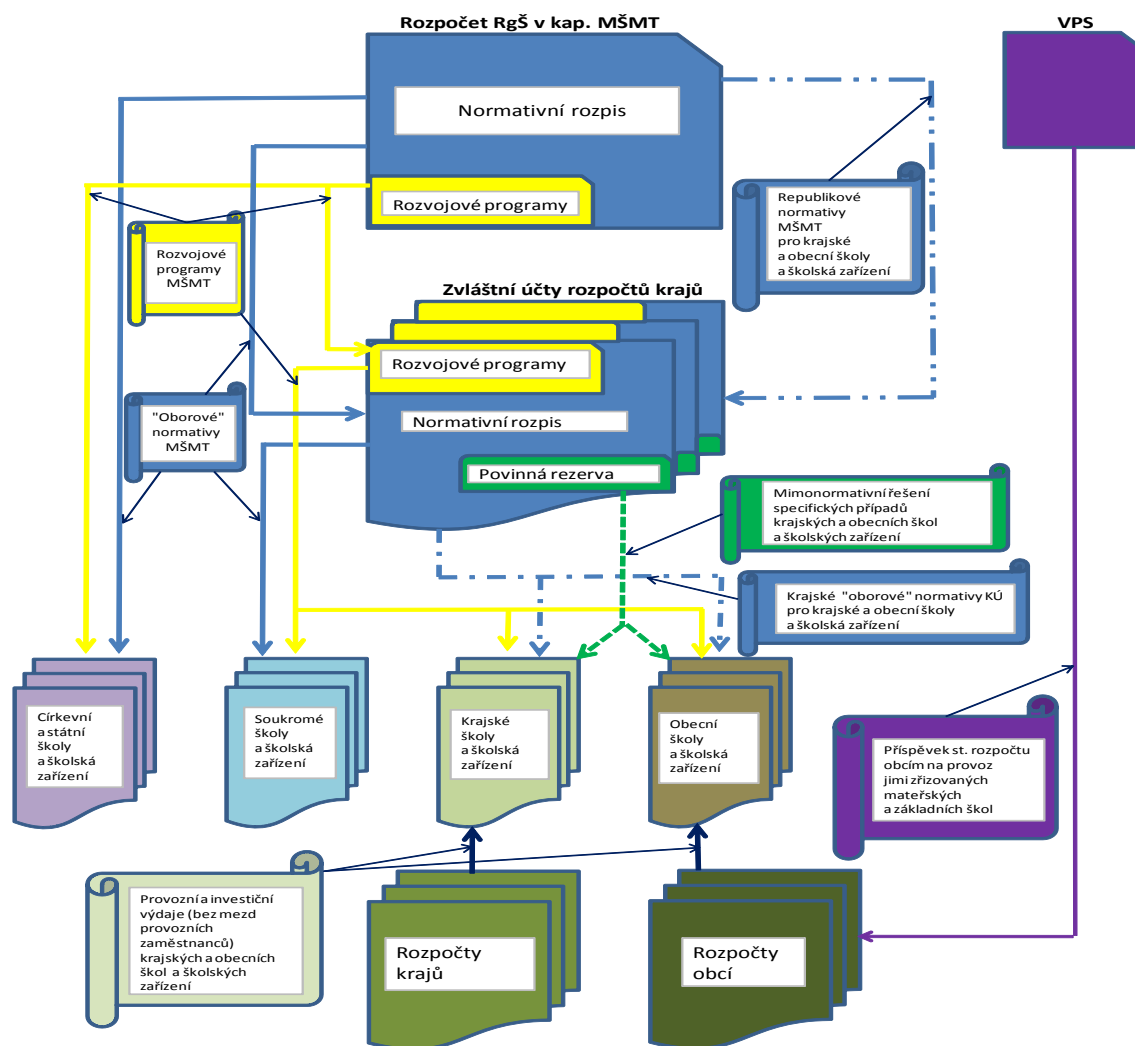 Rozpočet RgŠ v kap. MŠMT
VPS
Normativní rozpis
Rozvojové programy
Republikové
normativy
MŠMT
pro krajské
a obecní školy
a školská zařízení
Rozvojové
programy
MŠMT
Zvláštní účty rozpočtů krajů
Rozvojové programy
"Oborové"
normativy
MŠMT
Normativní rozpis
Povinná rezerva
Mimonormativní řešení
specifických případů
krajských a obecních škol
a školských zařízení
Krajské "oborové" normativy KÚ
pro krajské a obecní školy
a školská zařízení
Církevní
a státní
školy
a školská
zařízení
Soukromé
školy
a školská
zařízení
Krajské
školy
a školská
zařízení
Obecní
školy
a školská
zařízení
Příspěvek st. rozpočtu
obcím na provoz
jimi zřizovaných
mateřských
a základních škol
Provozní a investiční
výdaje (bez mezd
provozních
zaměstnanců)
krajských a obecních
škol a školských
zařízení
Rozpočty
krajů
Rozpočty
obcí